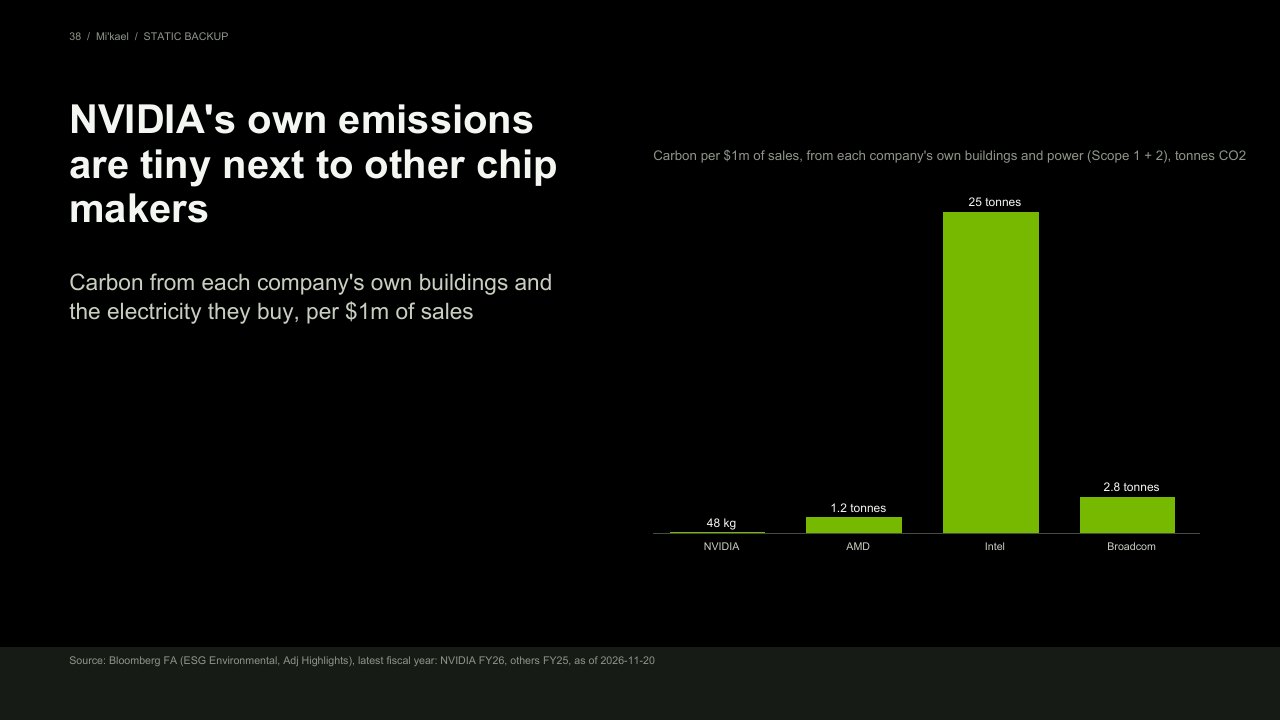 38 / Mi'kael / STATIC BACKUP
NVIDIA's own emissions
are tiny next to other chip
makers
Carbon from each company's own buildings and
the electricity they buy, per $1m of sales
Carbon per $1m of sales, from each company's own buildings and power (Scope 1 + 2), tonnes CO2
25 tonnes
2.8 tonnes
1.2 tonnes
48 kg
NVIDIA AMD Intel Broadcom
Source: Bloomberg FA (ESG Environmental, Adj Highlights), latest fiscal year: NVIDIA FY26, others FY25, as of 2026-11-20